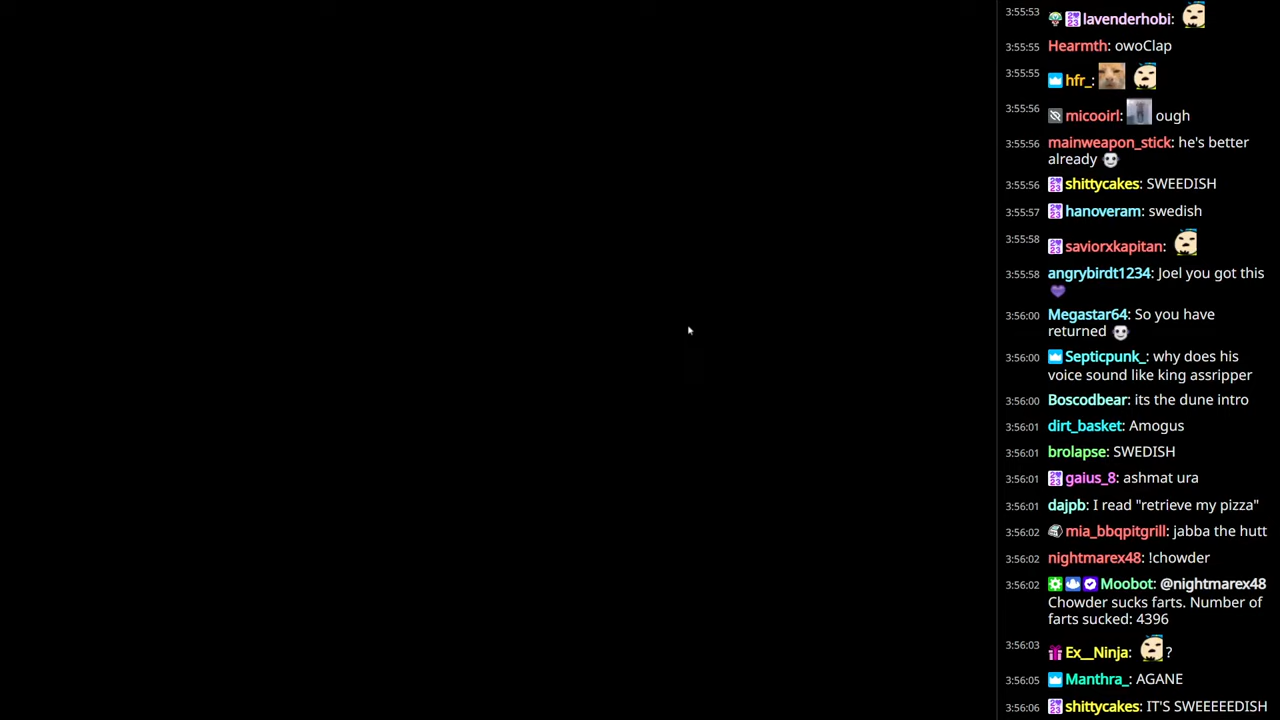 3:55:53 lavenderhobi:
3:55:55 Hearmth: owoClap
3:55:55 hfr_:
3:55:56 micooirl: ough
3:55:56 mainweapon_stick: he's better
already
3:55:56 shittycakes: SWEEDISH
3:55:57 hanoveram: swedish
3:55:58 saviorxkapitan:
3:55:58 angrybirdt1234: Joel you got this
3:56:00 Megastar64: So you have
returned
3:56:00 Septicpunk_: why does his
voice sound like king assripper
3:56:00 Boscodbear: its the dune intro
3:56:01 dirt_basket: Amogus
3:56:01 brolapse: SWEDISH
3:56:01 gaius_8: ashmat ura
3:56:01 dajpb: I read "retrieve my pizza"
3:56:02 mia_bbqpitgrill: jabba the hutt
3:56:02 nightmarex48: !chowder
3:56:02 Moobot: @nightmarex48
Chowder sucks farts. Number of
farts sucked: 4396
3:56:03 Ex__Ninja: ?
3:56:05 Manthra_: AGANE
3:56:06 shittycakes: IT'S SWEEEEEDISH